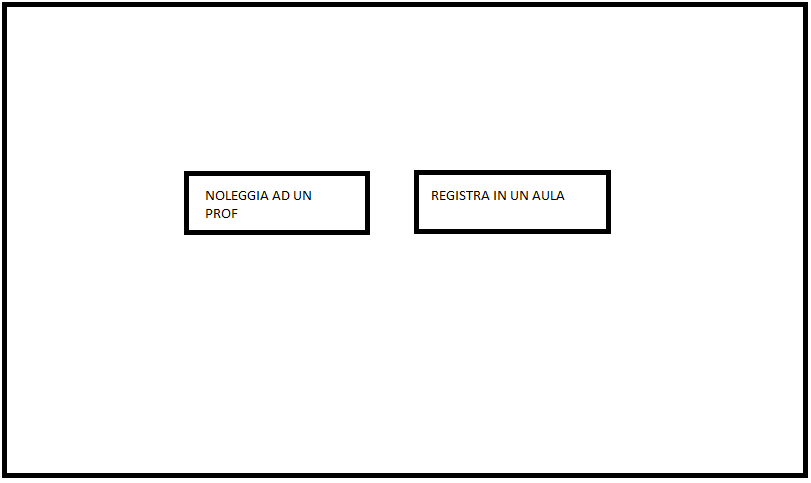 NOLEGGIA AD UN
PROF
REGISTRA IN UN AULA